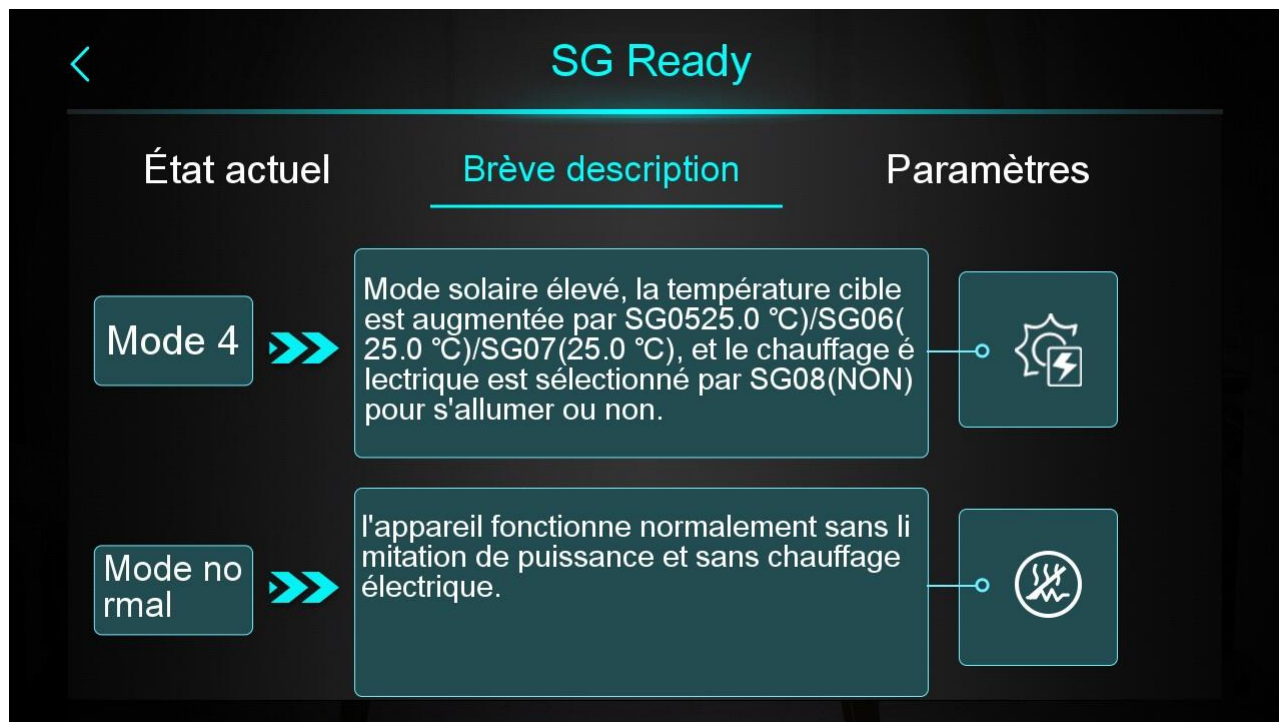 SG Ready
État actuel
Brève description
Paramètres
Mode 4
Mode solaire élevé, la température cible
est augmentée par SG0525.0 ℃)/SG06(
25.0 ℃)/SG07(25.0 ℃), et le chauffage é
lectrique est sélectionné par SG08(NON)
pour s'allumer ou non.
Mode no
rmal
l'appareil fonctionne normalement sans li
mitation de puissance et sans chauffage
électrique.